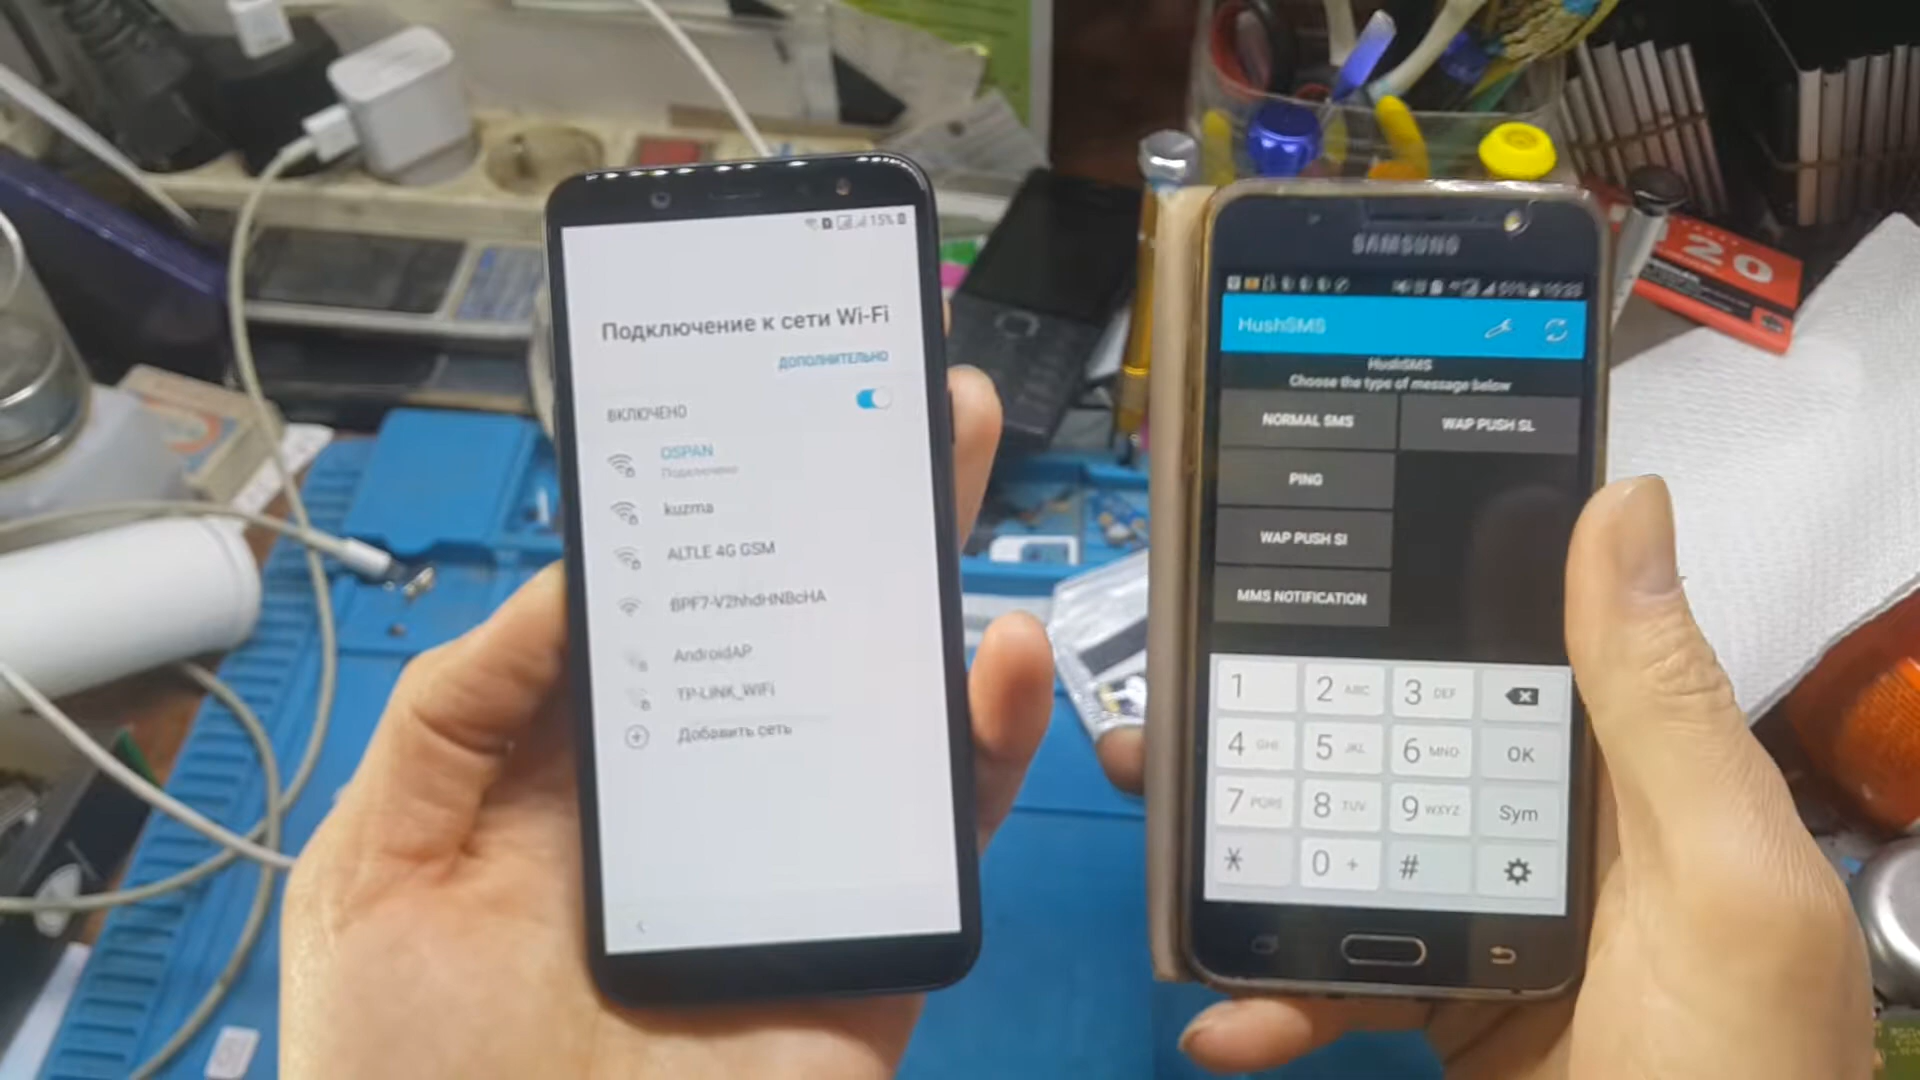 15%
Подключение к сети Wi-Fi
ДОПОЛНИТЕЛЬНО
ВКЛЮЧЕНО
OSPAN
Подключено
kuzma
ALTLE 4G GSM
BPF7-V2hhdHNBcHA
AndroidAP
TP-LINK_WiFi
Добавить сеть
SAMSUNG
HushSMS
HushSMS
Choose the type of message below
NORMAL SMS
WAP PUSH SL
PING
WAP PUSH SI
MMS NOTIFICATION
1
2 ABC
3 DEF
4 GHI
5 JKL
6 MNO
OK
7 PQRS
8 TUV
9 WXYZ
Sym
*
0 +
#
20